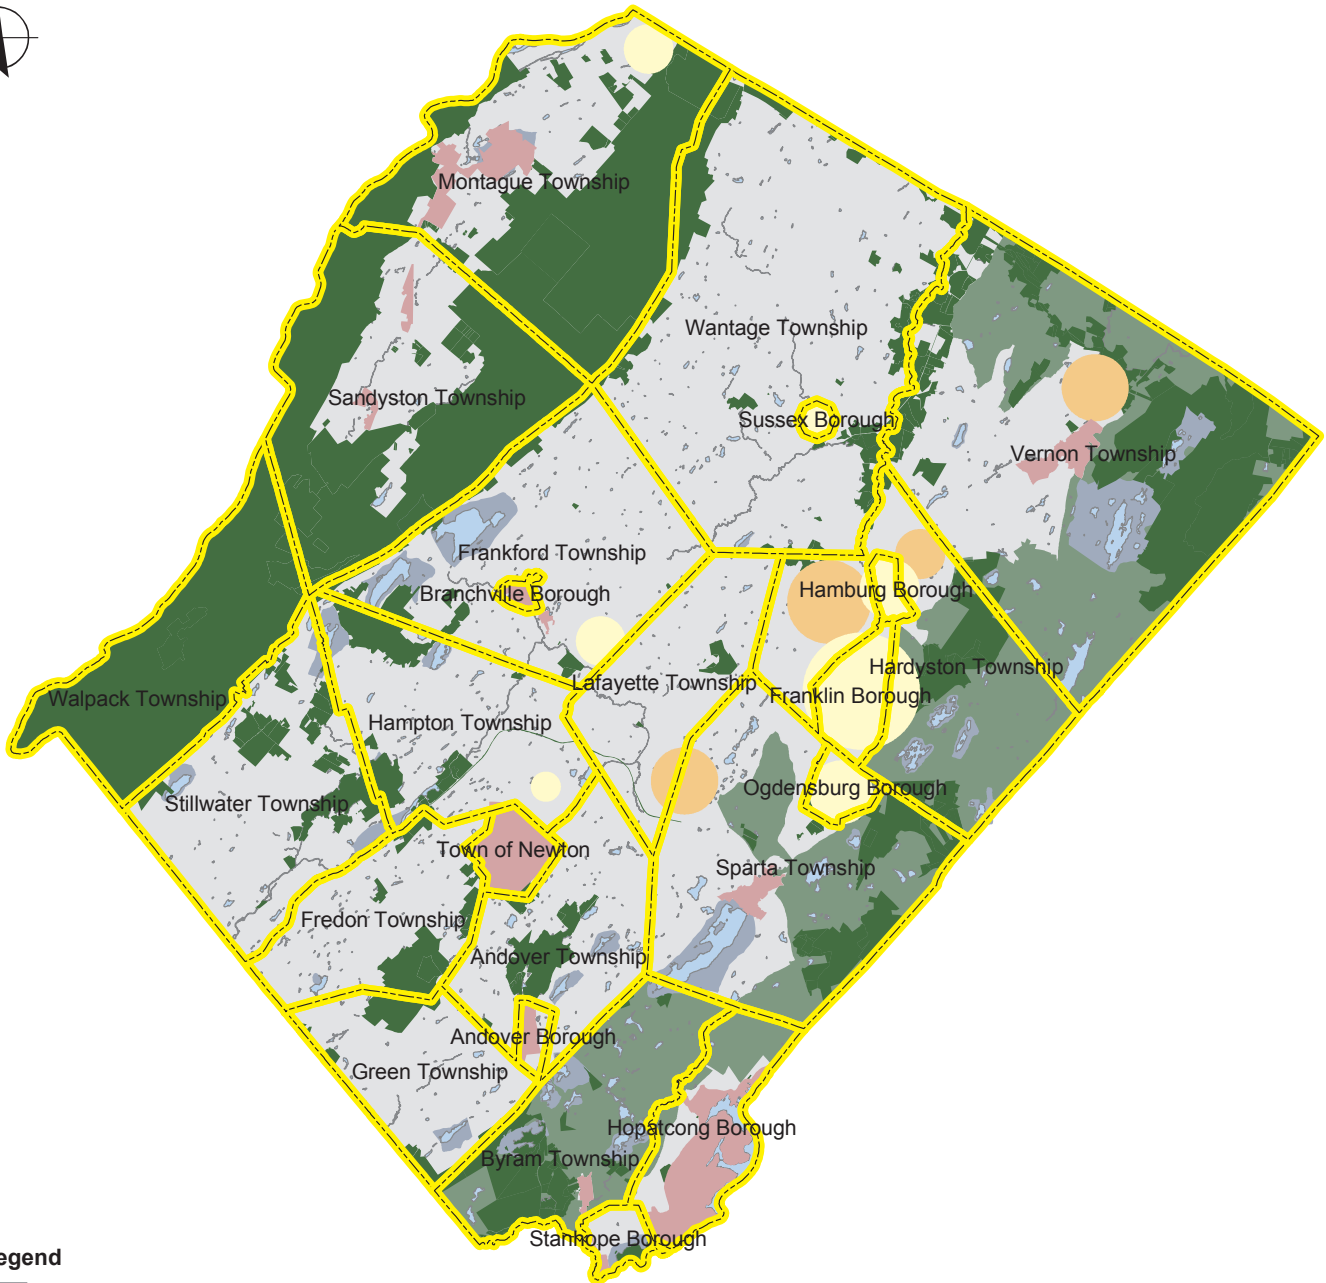 Montague Township
Wantage Township
Sandyston Township
Sussex Borough
Vernon Township
Frankford Township
Branchville Borough
Hamburg Borough
Hardyston Township
Lafayette Township
Franklin Borough
Walpack Township
Hampton Township
Ogdensburg Borough
Stillwater Township
Town of Newton
Sparta Township
Fredon Township
Andover Township
Andover Borough
Green Township
Hopatcong Borough
Byram Township
Stanhope Borough
egend